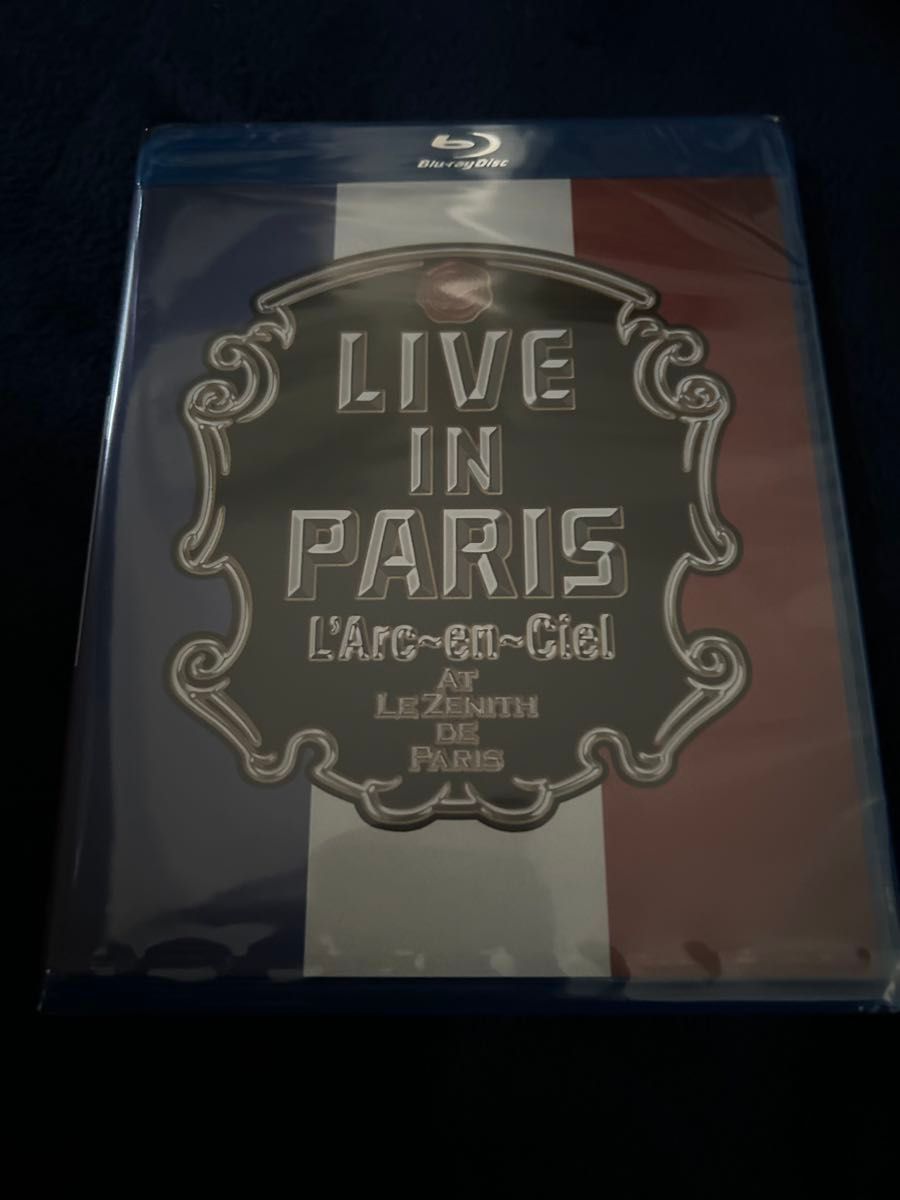 Blu-ray Disc
LIVE
IN
PARIS
L'Arc~en~Ciel
AT
LE ZENITH
DE
PARIS